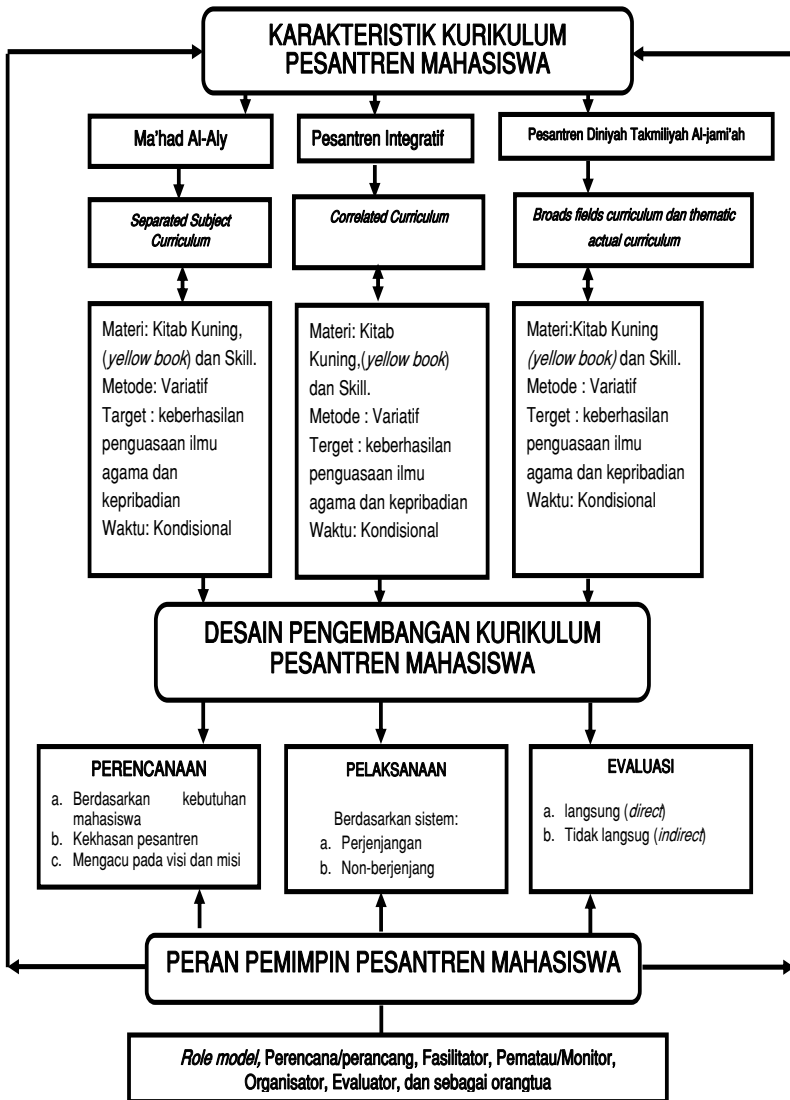 KARAKTERISTIK KURIKULUM
PESANTREN MAHASISWA
Ma'had Al-Aly
Pesantren Integratif
Pesantren Diniyah Takmiliyah Al-jami'ah
Separated Subject
Curriculum
Correlated Curriculum
Broads fields curriculum dan thematic
actual curriculum
Materi: Kitab Kuning,
(yellow book) dan Skill.
Metode: Variatif
Target : keberhasilan
penguasaan ilmu
agama dan
kepribadian
Waktu: Kondisional
Materi: Kitab
Kuning,(yellow book)
dan Skill.
Metode : Variatif
Terget : keberhasilan
penguasaan ilmu
agama dan kepribadian
Waktu: Kondisional
Materi:Kitab Kuning
(yellow book) dan Skill.
Metode : Variatif
Terget : keberhasilan
penguasaan ilmu
agama dan kepribadian
Waktu: Kondisional
DESAIN PENGEMBANGAN KURIKULUM
PESANTREN MAHASISWA
PERENCANAAN
a. Berdasarkan kebutuhan
mahasiswa
b. Kekhasan pesantren
c. Mengacu pada visi dan misi
PELAKSANAAN
Berdasarkan sistem:
a. Perjenjangan
b. Non-berjenjang
EVALUASI
a. langsung (direct)
b. Tidak langsug (indirect)
PERAN PEMIMPIN PESANTREN MAHASISWA
Role model, Perencana/perancang, Fasilitator, Pematau/Monitor,
Organisator, Evaluator, dan sebagai orangtua